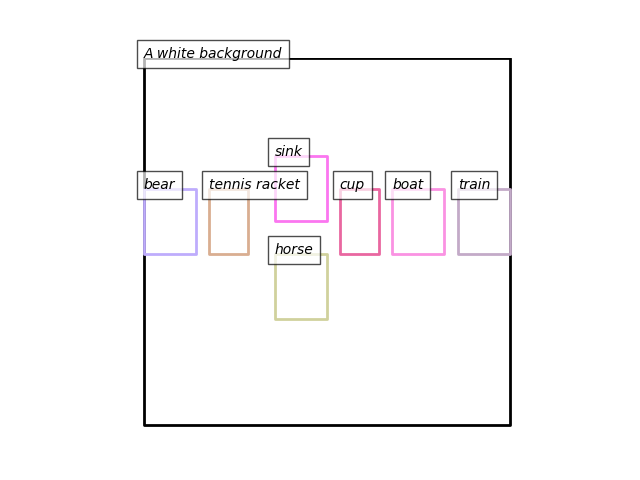 A white background
sink
bear
tennis racket
cup
boat
train
horse